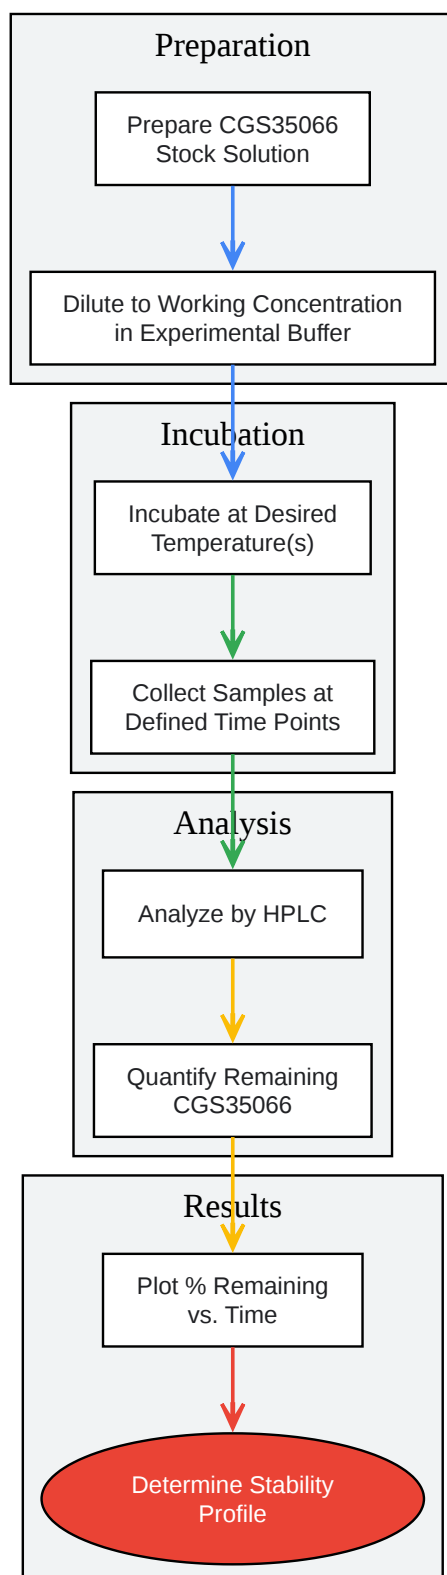 Preparation
Prepare CGS35066
Stock Solution
Dilute to Working Concentration
in Experimental Buffer
Incubation
Incubate at Desired
Temperature(s)
Collect Samples at
Defined Time Points
Analysis
Analyze by HPLC
Quantify Remaining
CGS35066
Results
Plot % Remaining
vs. Time
Determine Stability
Profile